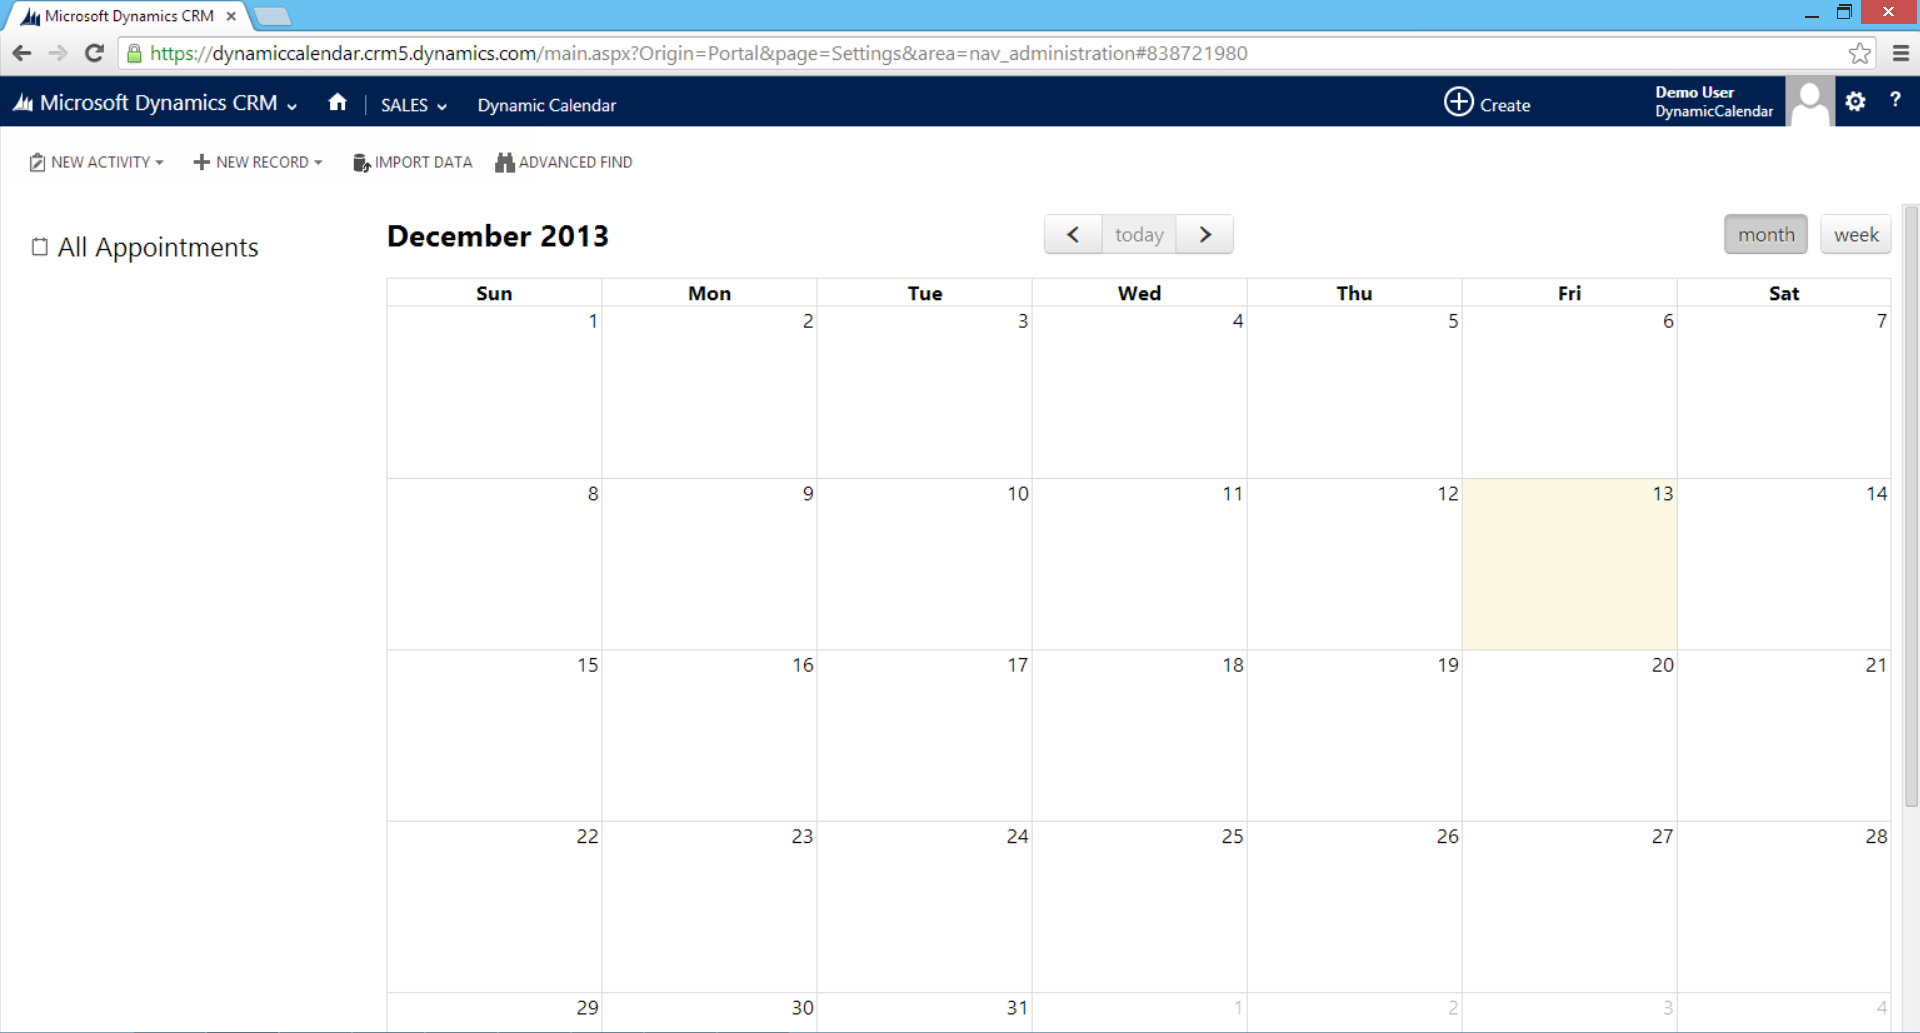 Microsoft Dynamics CRM ×
https://dynamiccalendar.crm5.dynamics.com/main.aspx?Origin=Portal&page=Settings&area=nav_administration#838721980
Microsoft Dynamics CRM SALES Dynamic Calendar Create Demo User ?
DynamicCalendar
NEW ACTIVITY NEW RECORD IMPORT DATA ADVANCED FIND
All Appointments
December 2013 today month week
Sun Mon Tue Wed Thu Fri Sat
1 2 3 4 5 6 7
8 9 10 11 12 13 14
15 16 17 18 19 20 21
22 23 24 25 26 27 28
29 30 31 1 2 3 4